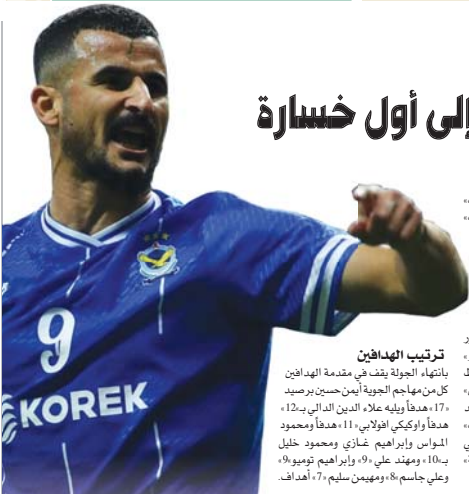 إلى أول خسارة
9
KOREK
ترتيب الهدافين
بانتهاء الجولة يقف في مقدمة الهدافين
كل من مهاجم الجوية أيمن حسين برصيد
«17» هدفاً ويليه علاء الدين الدالي بـ«12»
هدفاً واوكيكي افولابي «11» هدفاً ومحمود
المواس وإبراهيم غازي ومحمود خليل
بـ«10» ومهند علي «9» وإبراهيم توميو«9»
وعلي جاسم «8» ومهيمن سليم «7» أهداف.